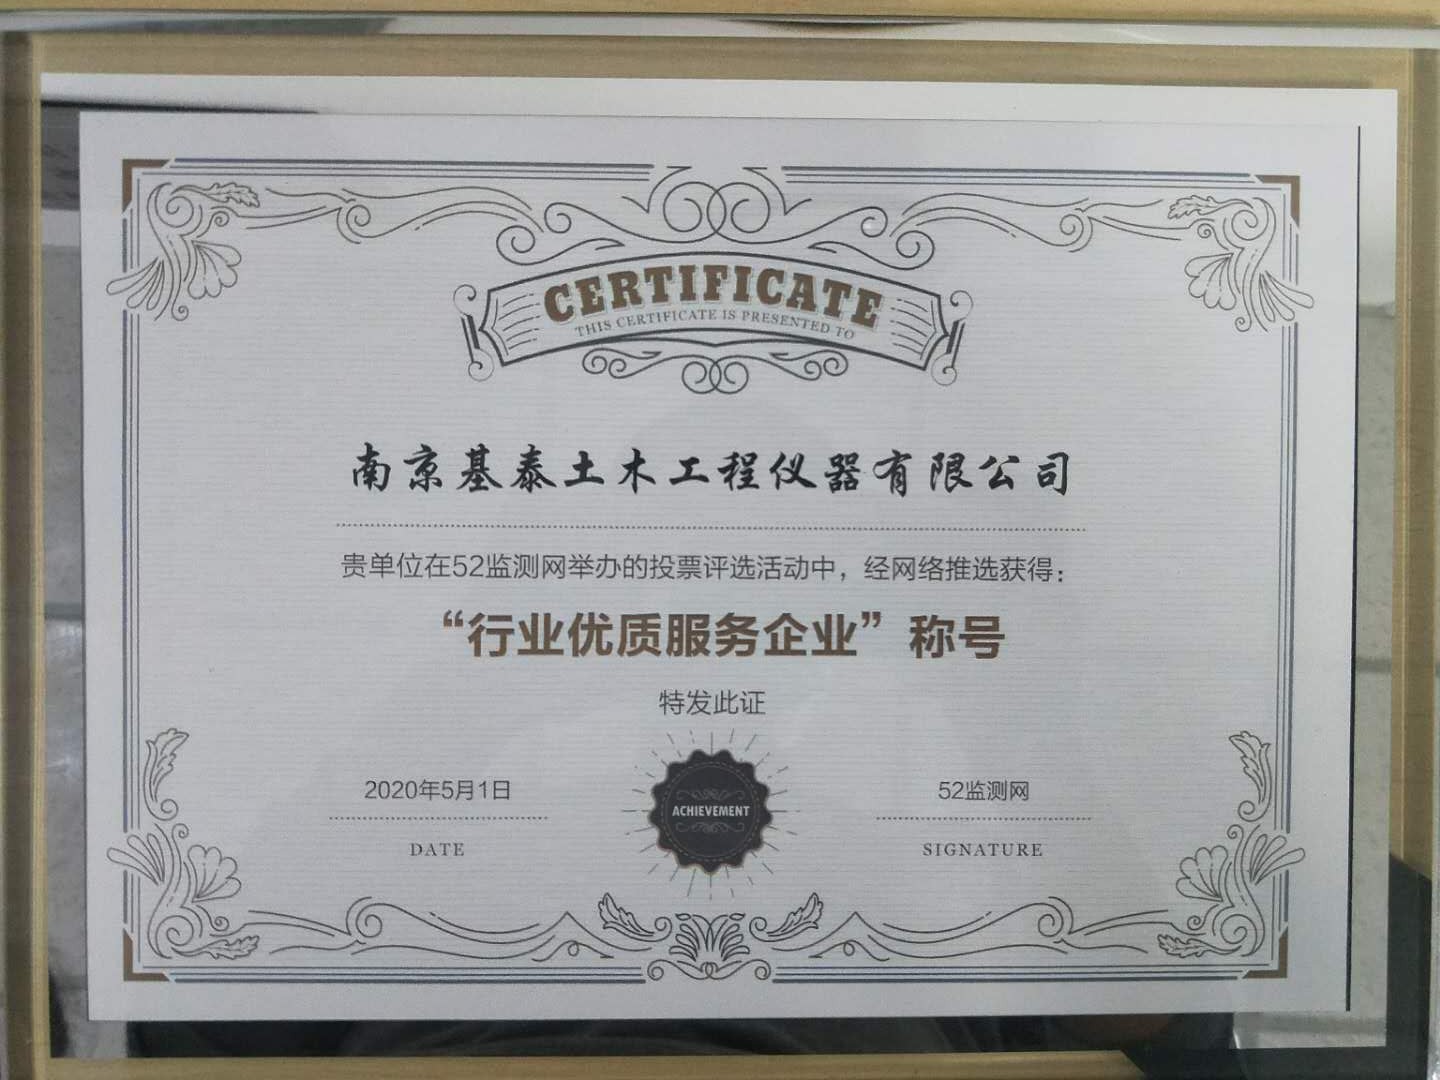 CERTIFICATE
THIS CERTIFICATE IS PRESENTED TO
南京基泰土木工程仪器有限公司
贵单位在52监测网举办的投票评选活动中，经网络推选获得：
“行业优质服务企业”称号
特发此证
2020年5月1日
DATE
ACHIEVEMENT
52监测网
SIGNATURE